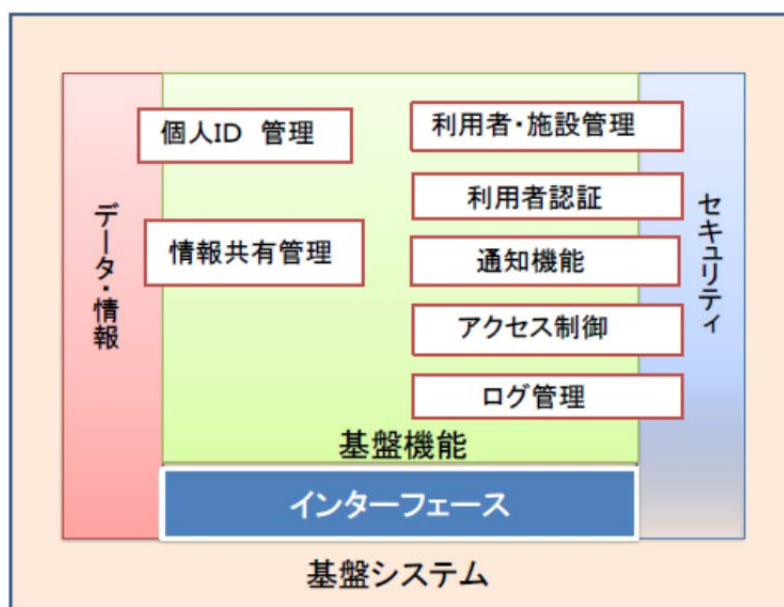 個人ID 管理
利用者・施設管理
利用者認証
情報共有管理
通知機能
アクセス制御
ログ管理
データ・情報
セキュリティ
基盤機能
インターフェース
基盤システム